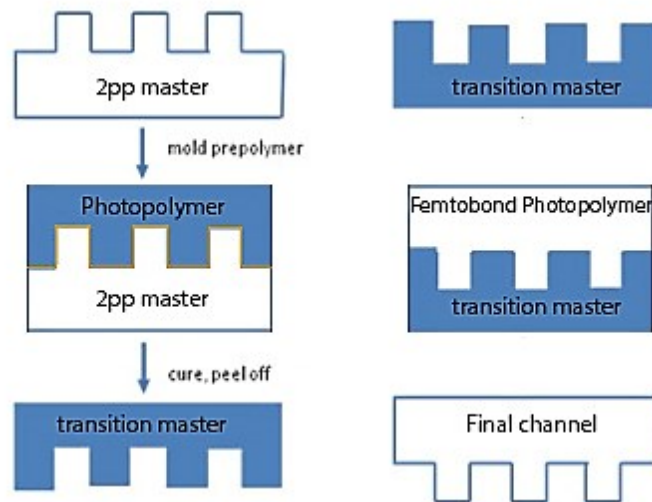 2pp master
mold prepolymer
Photopolymer
2pp master
cure, peel off
transition master
transition master
Femtobond Photopolymer
transition master
Final channel